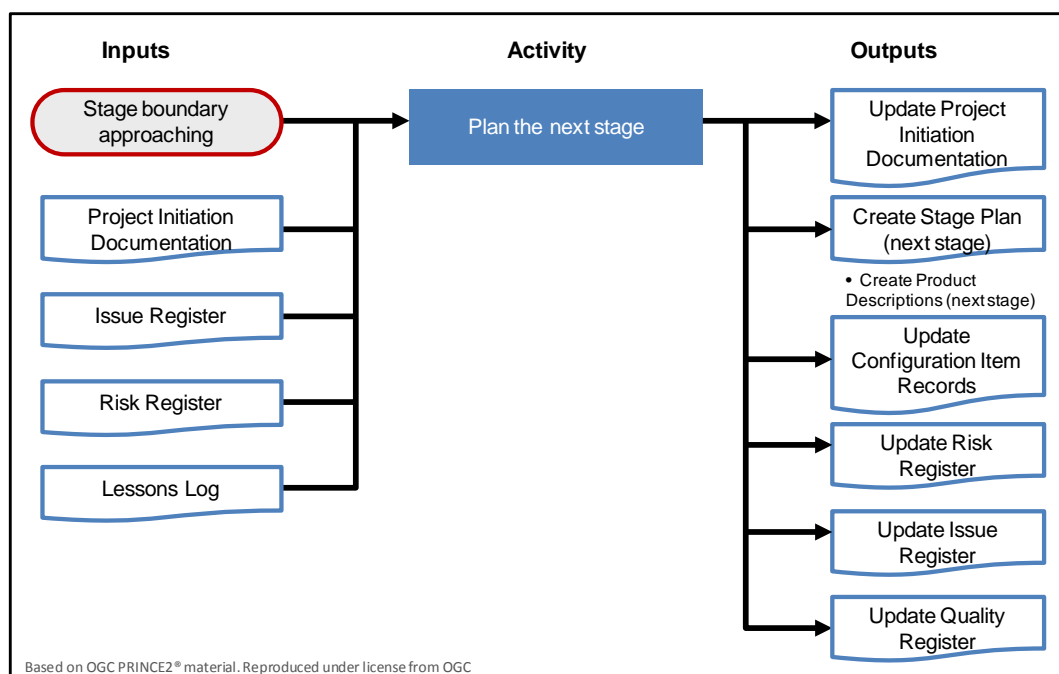 Inputs
Activity
Outputs
Stage boundary
approaching
Plan the next stage
Update Project
Initiation
Documentation
Project Initiation
Documentation
Create Stage Plan
(next stage)
• Create Product
Descriptions (next stage)
Issue Register
Update
Configuration Item
Records
Risk Register
Update Risk
Register
Lessons Log
Update Issue
Register
Update Quality
Register
Based on OGC PRINCE2® material. Reproduced under license from OGC